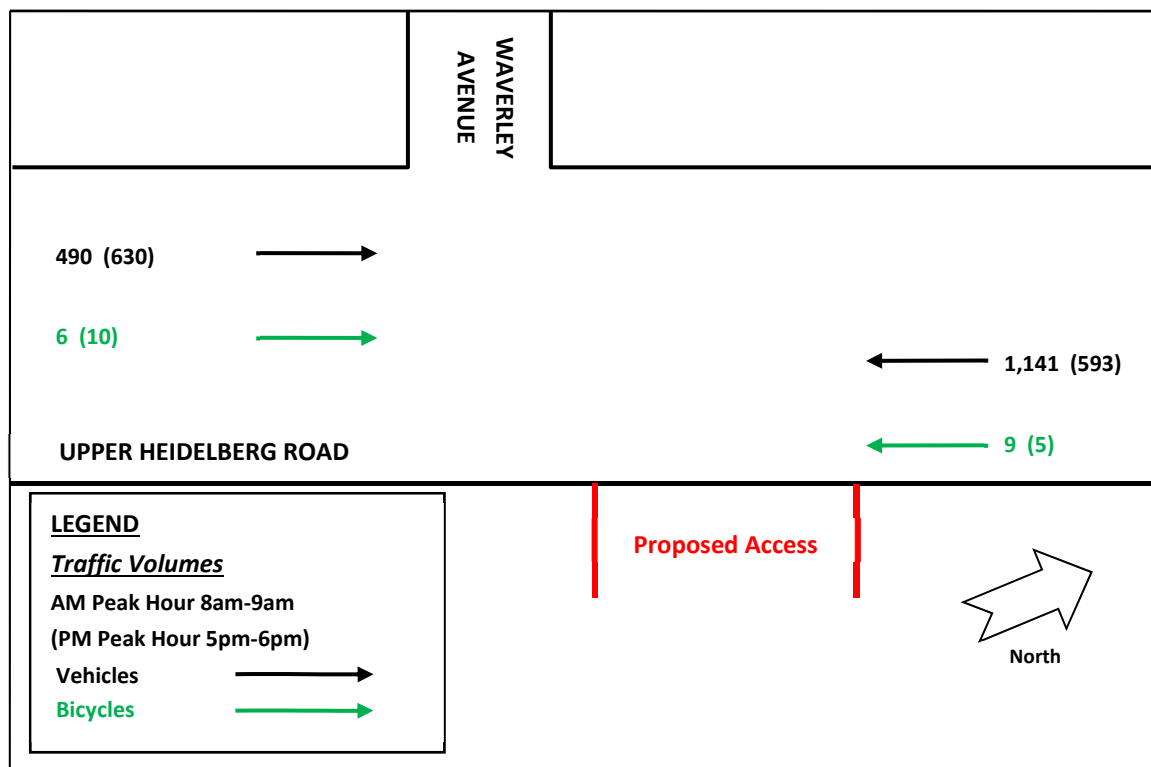 WAVERLEY
AVENUE
490 (630)
6 (10)
1,141 (593)
9 (5)
UPPER HEIDELBERG ROAD
LEGEND
Traffic Volumes
AM Peak Hour 8am-9am
(PM Peak Hour 5pm-6pm)
Vehicles
Bicycles
Proposed Access
North